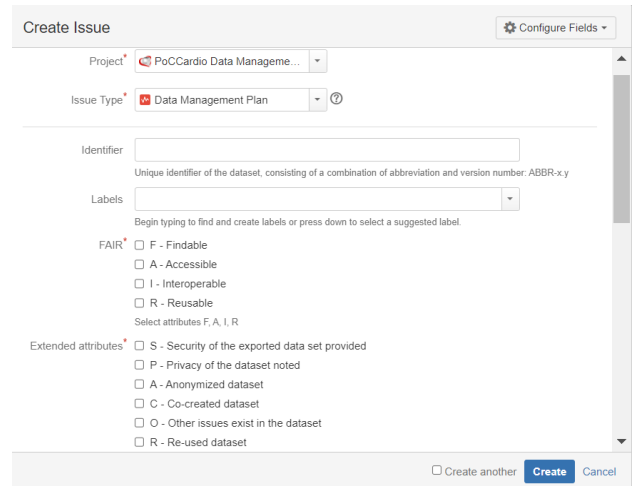 Create Issue
Configure Fields
Project* PoCCardio Data Manageme...
Issue Type* Data Management Plan
Identifier
Unique identifier of the dataset, consisting of a combination of abbreviation and version number: ABBR-x.y
Labels
Begin typing to find and create labels or press down to select a suggested label.
FAIR* F - Findable
A - Accessible
I - Interoperable
R - Reusable
Select attributes F, A, I, R
Extended attributes* S - Security of the exported data set provided
P - Privacy of the dataset noted
A - Anonymized dataset
C - Co-created dataset
O - Other issues exist in the dataset
R - Re-used dataset
Create another Create Cancel